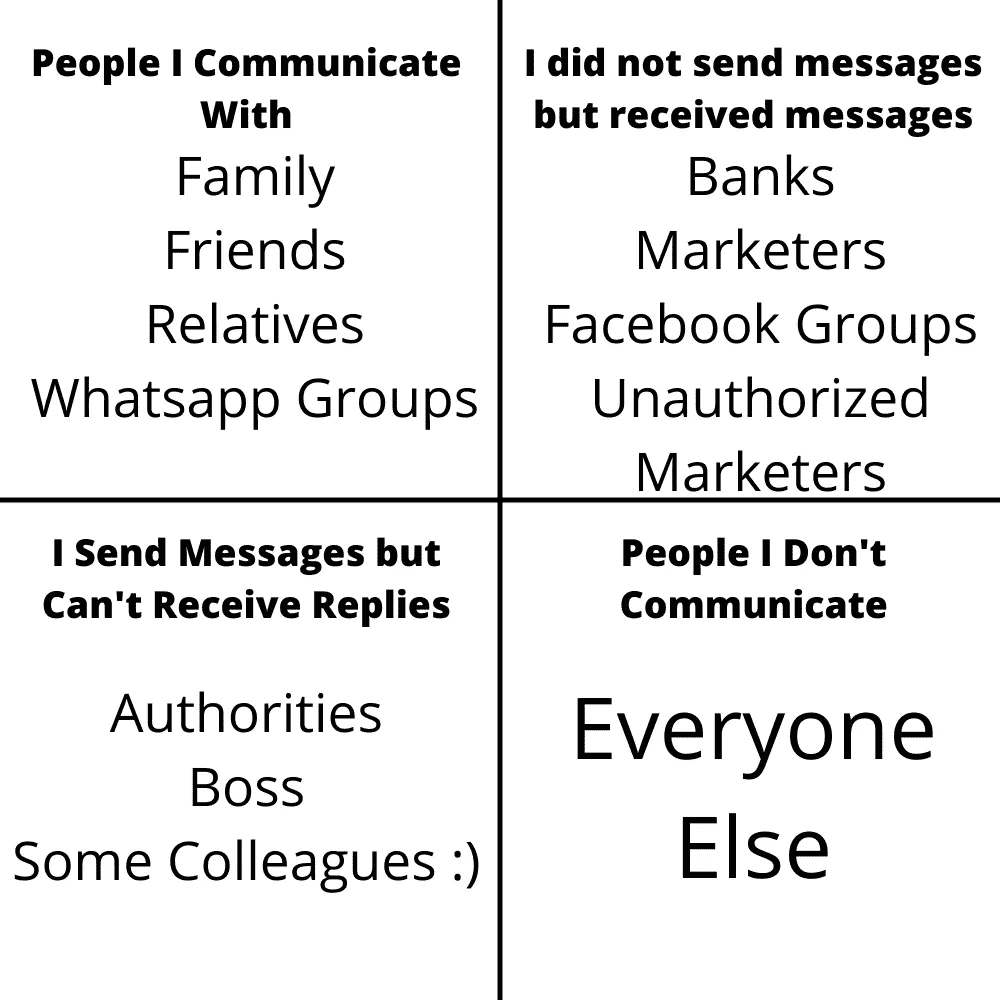 People I Communicate
With
Family
Friends
Relatives
Whatsapp Groups
I did not send messages
but received messages
Banks
Marketers
Facebook Groups
Unauthorized
Marketers
I Send Messages but
Can't Receive Replies
Authorities
Boss
Some Colleagues :)
People I Don't
Communicate
Everyone
Else